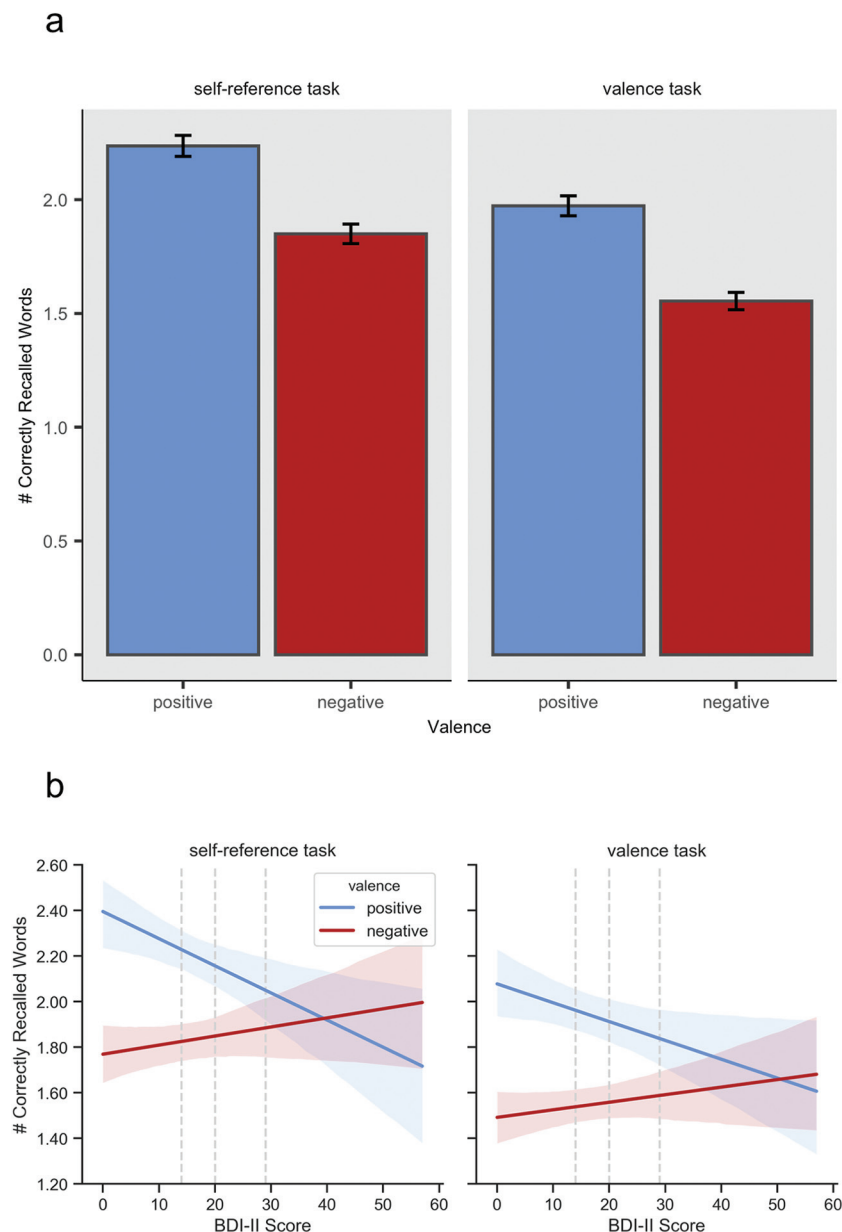 a
self-reference task
valence task
# Correctly Recalled Words
2.0
1.5
1.0
0.5
0.0
positive
negative
positive
negative
Valence
b
self-reference task
valence task
# Correctly Recalled Words
2.60
2.40
2.20
2.00
1.80
1.60
1.40
1.20
valence
positive
negative
0 10 20 30 40 50 60
0 10 20 30 40 50 60
BDI-II Score
BDI-II Score